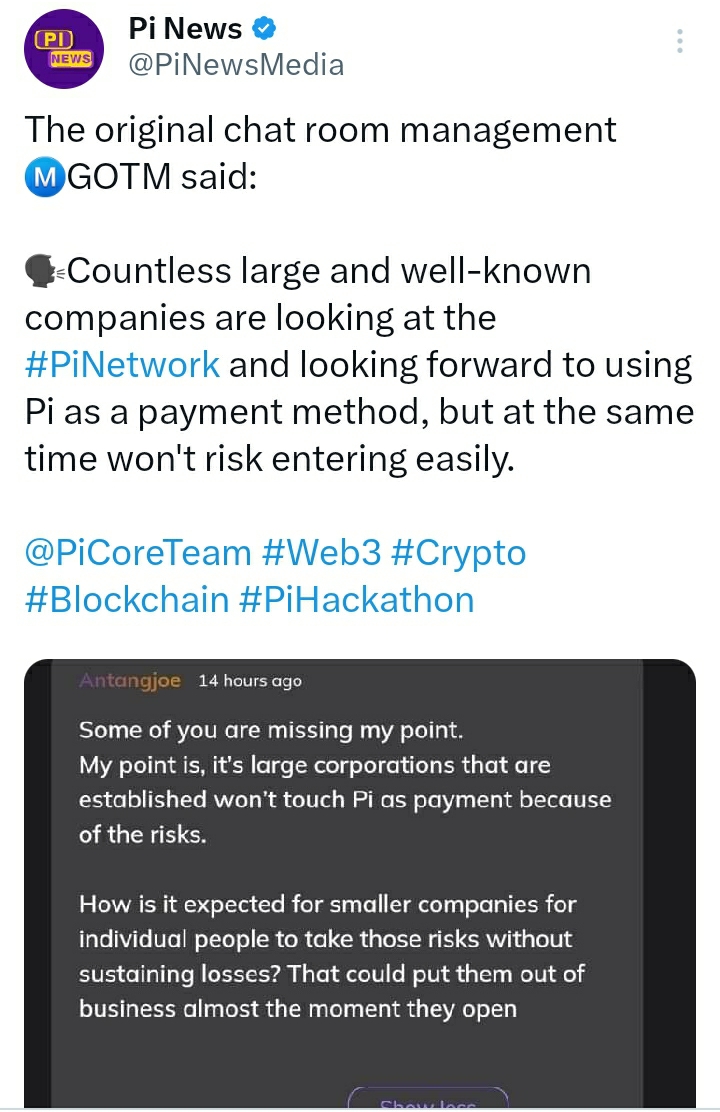 PI
NEWS
Pi News
@PiNewsMedia
The original chat room management
ⓂGOTM said:
🗣Countless large and well-known
companies are looking at the
#PiNetwork and looking forward to using
Pi as a payment method, but at the same
time won't risk entering easily.
@PiCoreTeam #Web3 #Crypto
#Blockchain #PiHackathon
Antangjoe 14 hours ago
Some of you are missing my point.
My point is, it's large corporations that are
established won't touch Pi as payment because
of the risks.
How is it expected for smaller companies for
individual people to take those risks without
sustaining losses? That could put them out of
business almost the moment they open
Show less